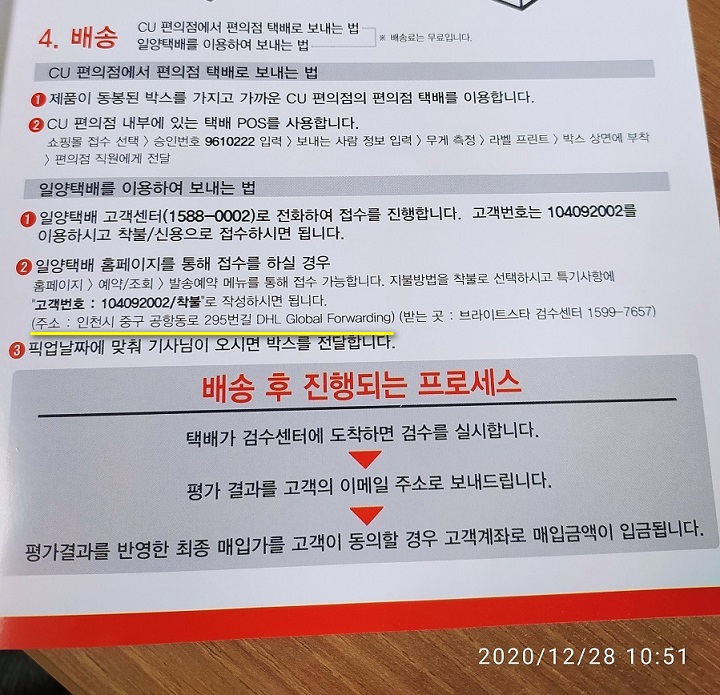 4. 배송
CU 편의점에서 편의점 택배로 보내는 법
일양택배를 이용하여 보내는 법
※ 배송료는 무료입니다.
CU 편의점에서 편의점 택배로 보내는 법
1 제품이 동봉된 박스를 가지고 가까운 CU 편의점의 편의점 택배를 이용합니다.
2 CU 편의점 내부에 있는 택배 POS를 사용합니다.
쇼핑몰 접수 선택 > 승인번호 9610222 입력 > 보내는 사람 정보 입력 > 무게 측정 > 라벨 프린트 > 박스 상면에 부착
> 편의점 직원에게 전달
일양택배를 이용하여 보내는 법
1 일양택배 고객센터(1588-0002)로 전화하여 접수를 진행합니다. 고객번호는 104092002를
이용하시고 착불/신용으로 접수하시면 됩니다.
2 일양택배 홈페이지를 통해 접수를 하실 경우
홈페이지 > 예약/조회 > 발송예약 메뉴를 통해 접수 가능합니다. 지불방법을 착불로 선택하시고 특기사항에
"고객번호 : 104092002/착불"로 작성하시면 됩니다.
(주소 : 인천시 중구 공항동로 295번길 DHL Global Forwarding) (받는 곳 : 브라이트스타 검수센터 1599-7657)
3 픽업날짜에 맞춰 기사님이 오시면 박스를 전달합니다.
배송 후 진행되는 프로세스
택배가 검수센터에 도착하면 검수를 실시합니다.
평가 결과를 고객의 이메일 주소로 보내드립니다.
평가결과를 반영한 최종 매입가를 고객이 동의할 경우 고객계좌로 매입금액이 입금됩니다.
2020/12/28 10:51